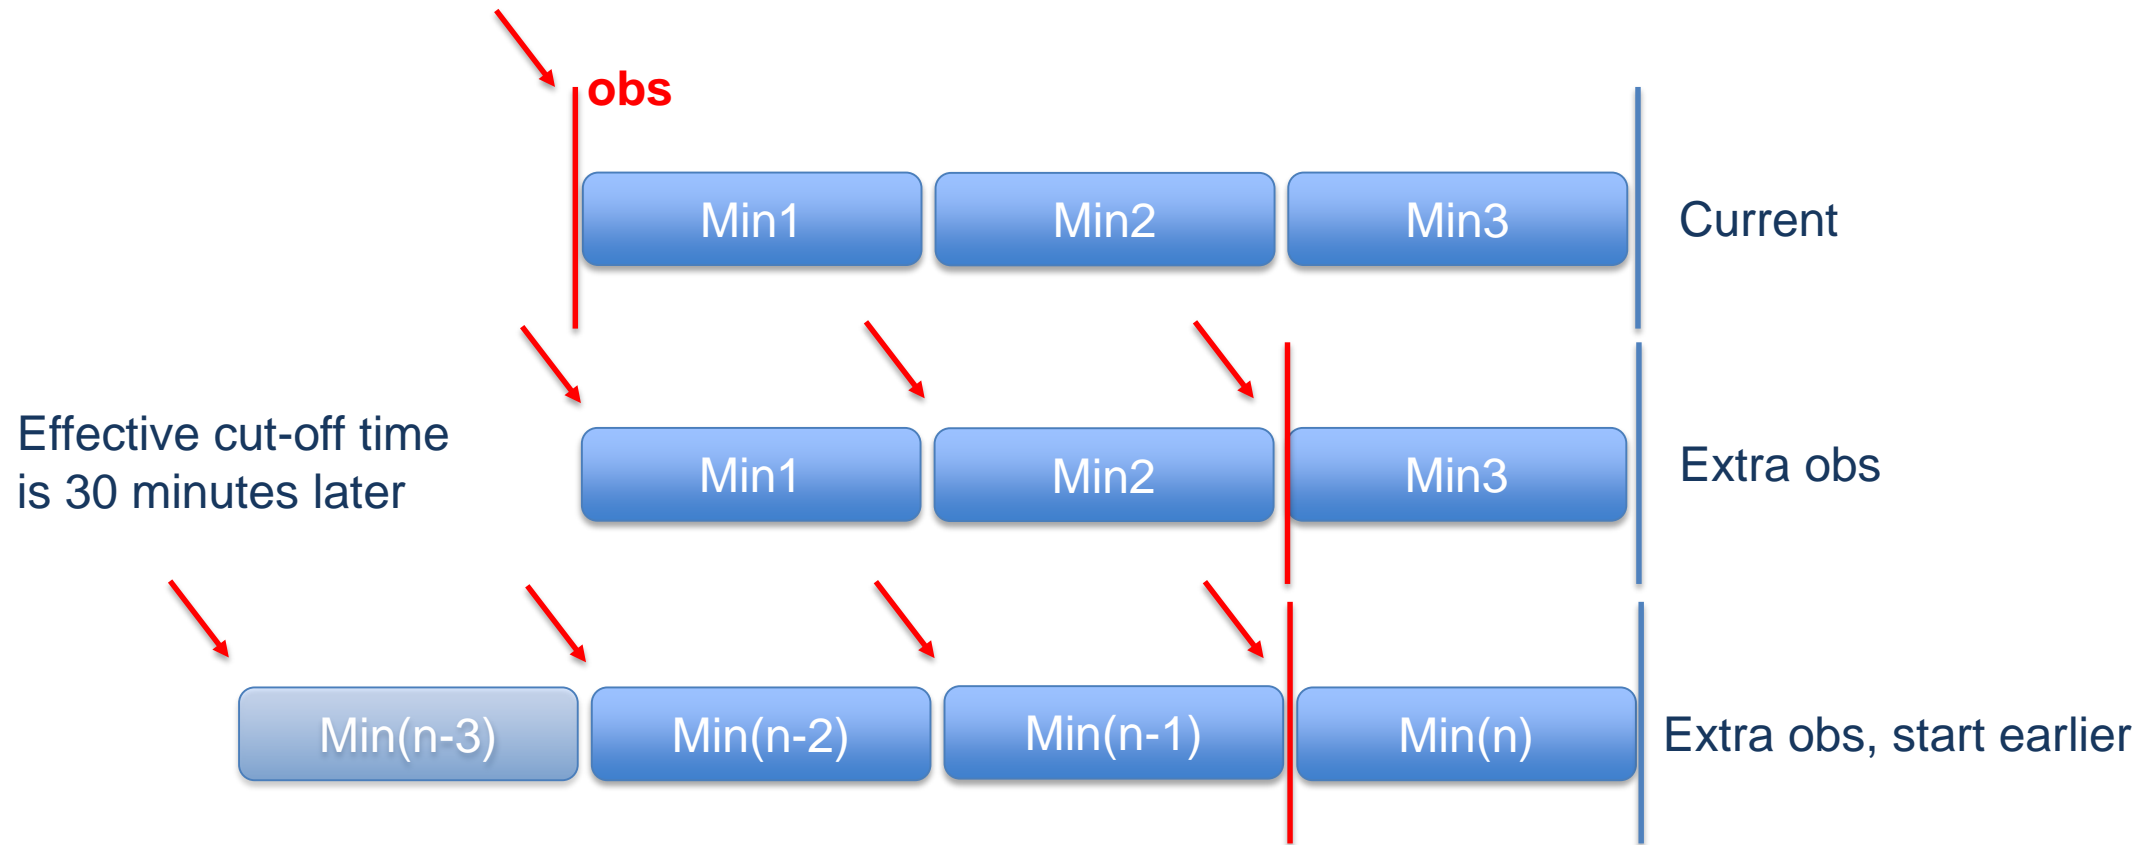 obs
Min1
Min2
Min3
Current
Effective cut-off time
is 30 minutes later
Min1
Min2
Min3
Extra obs
Min(n-3)
Min(n-2)
Min(n-1)
Min(n)
Extra obs, start earlier